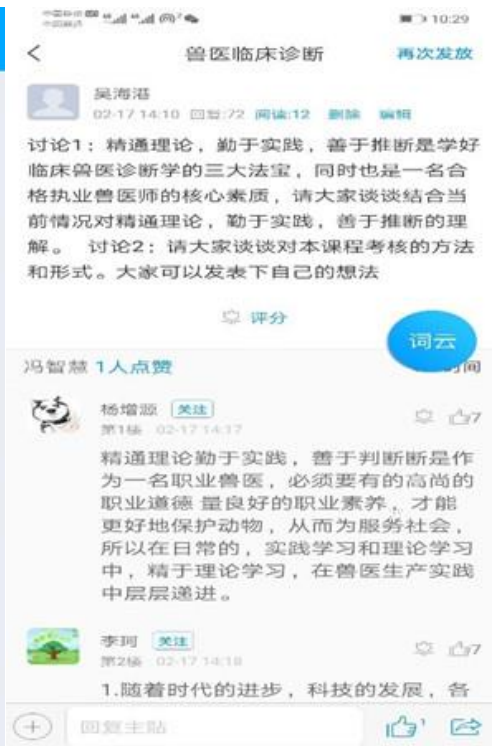 10:29
兽医临床诊断
再次发放
吴海港
02-17 14:10 回复:72 阅读:12 删除 编辑
讨论1：精通理论，勤于实践，善于推断是学好
临床兽医诊断学的三大法宝，同时也是一名合
格执业兽医师的核心素质，请大家谈谈结合当
前情况对精通理论，勤于实践，善于推断的理
解。 讨论2：请大家谈谈对本课程考核的方法
和形式。大家可以发表下自己的想法
评分
词云
冯智慧 1人点赞
时间
杨增源 关注
7
第1楼 02-17 14:17
精通理论勤于实践，善于判断断是作
为一名职业兽医，必须要有的高尚的
职业道德 量良好的职业素养，才能
更好地保护动物，从而为服务社会，
所以在日常的，实践学习和理论学习
中，精于理论学习，在兽医生产实践
中层层递进。
李珂 关注
7
第2楼 02-17 14:18
1.随着时代的进步，科技的发展，各
回复主贴
1